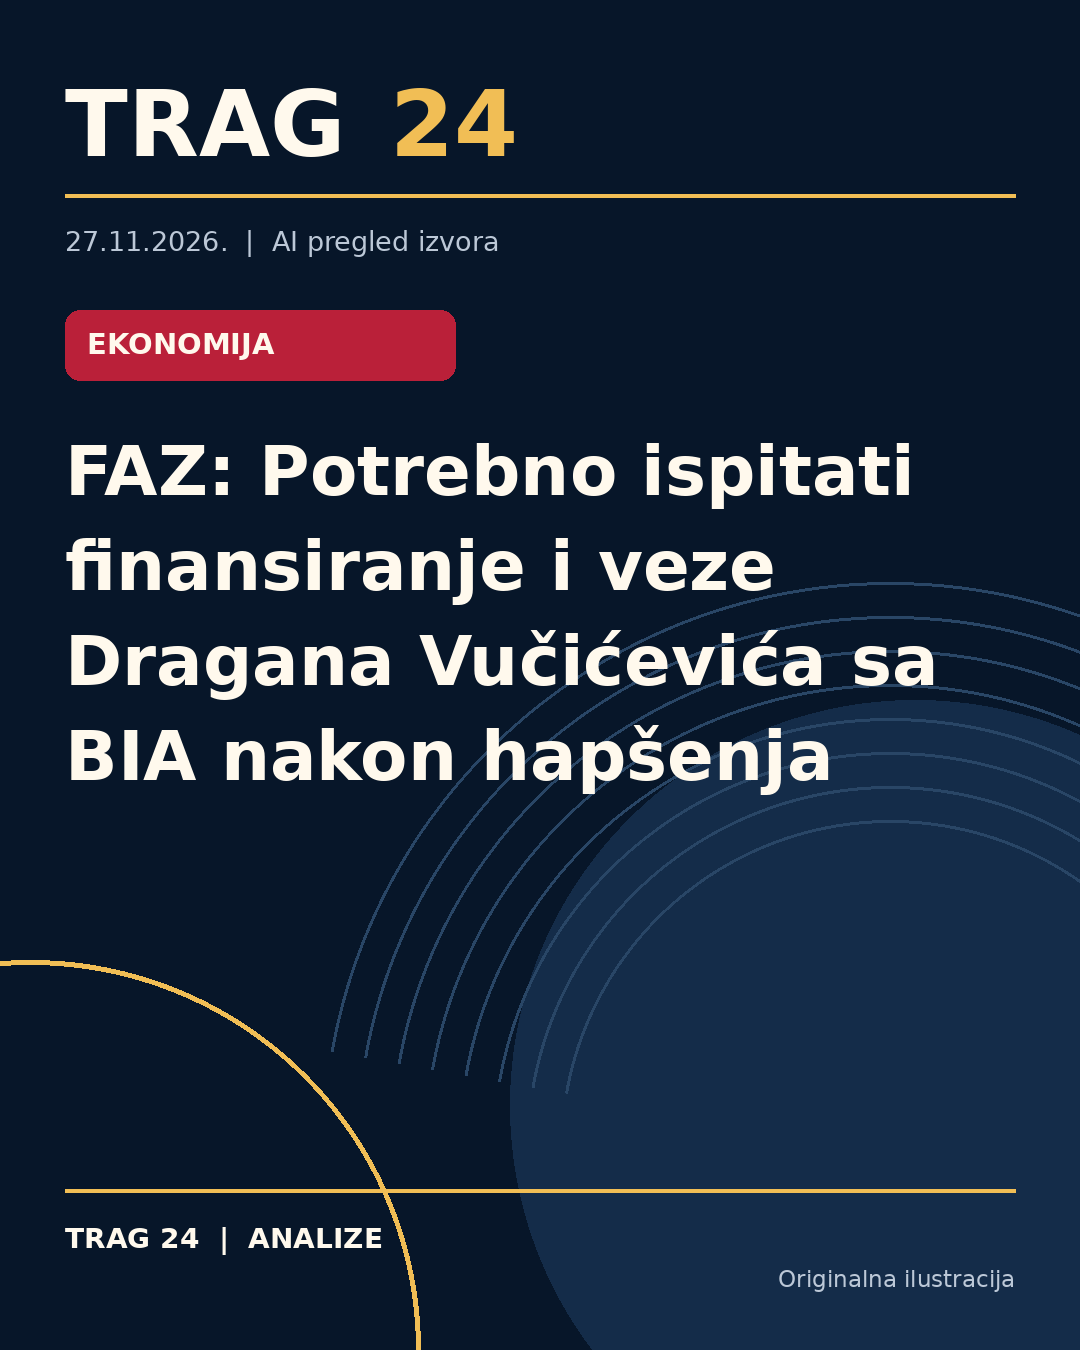 TRAG 24
27.11.2026. | AI pregled izvora
EKONOMIJA
FAZ: Potrebno ispitati
finansiranje i veze
Dragana Vučićevića sa
BIA nakon hapšenja
TRAG 24 | ANALIZE
Originalna ilustracija